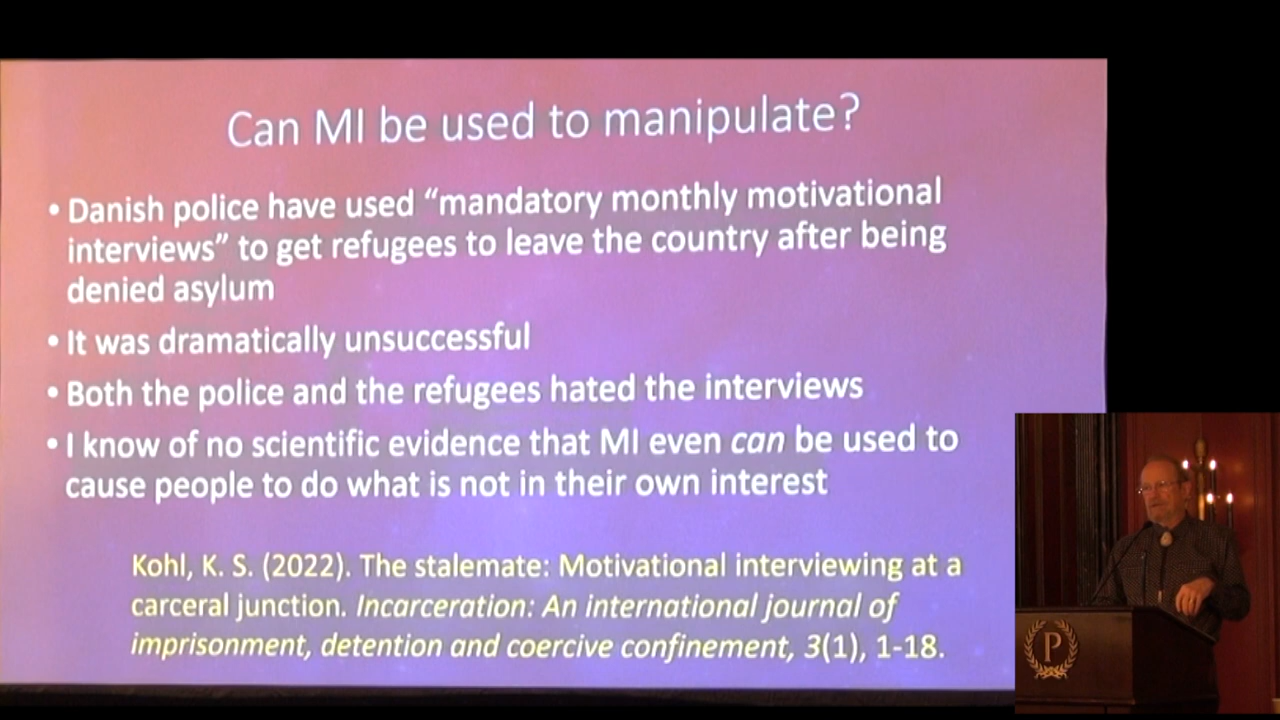 Can MI be used to manipulate?
• Danish police have used “mandatory monthly motivational
interviews” to get refugees to leave the country after being
denied asylum
• It was dramatically unsuccessful
• Both the police and the refugees hated the interviews
• I know of no scientific evidence that MI even can be used to
cause people to do what is not in their own interest
Kohl, K. S. (2022). The stalemate: Motivational interviewing at a
carceral junction. Incarceration: An international journal of
imprisonment, detention and coercive confinement, 3(1), 1-18.
P